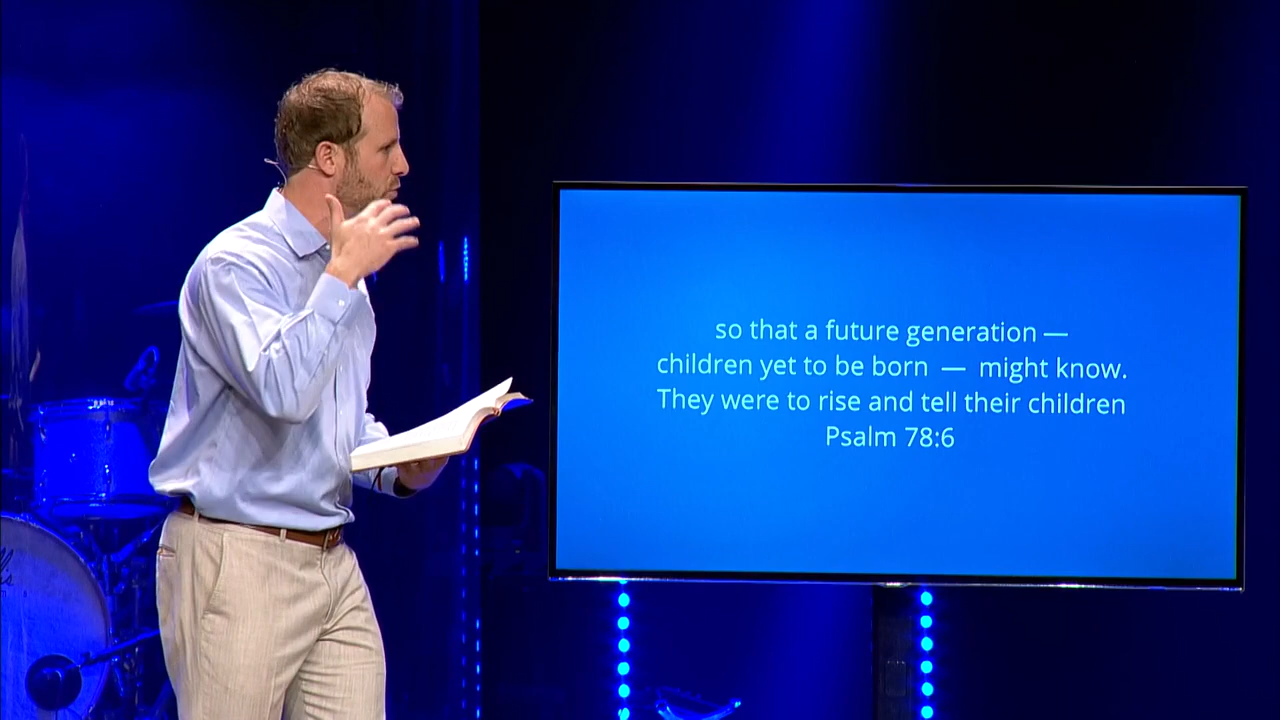 so that a future generation —
children yet to be born — might know.
They were to rise and tell their children
Psalm 78:6